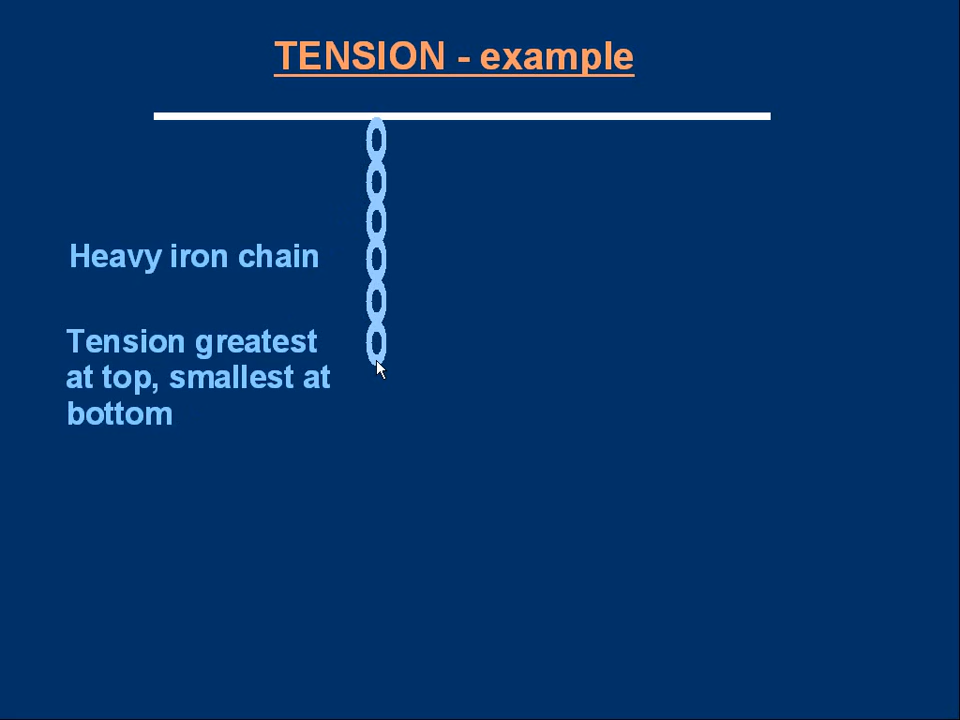 TENSION - example
Heavy iron chain
Tension greatest
at top, smallest at
bottom